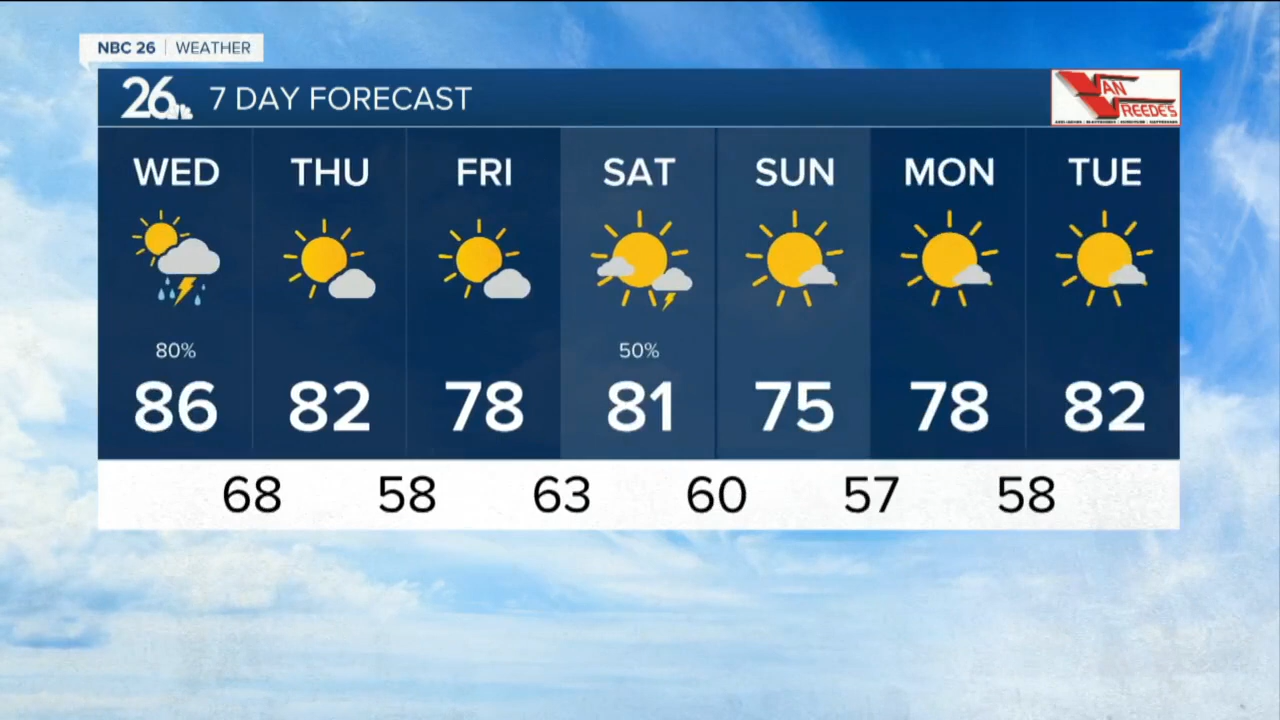 NBC 26 | WEATHER
26 7 DAY FORECAST
VAN VREEDE'S
WED THU FRI SAT SUN MON TUE
80% 50%
86 82 78 81 75 78 82
68 58 63 60 57 58